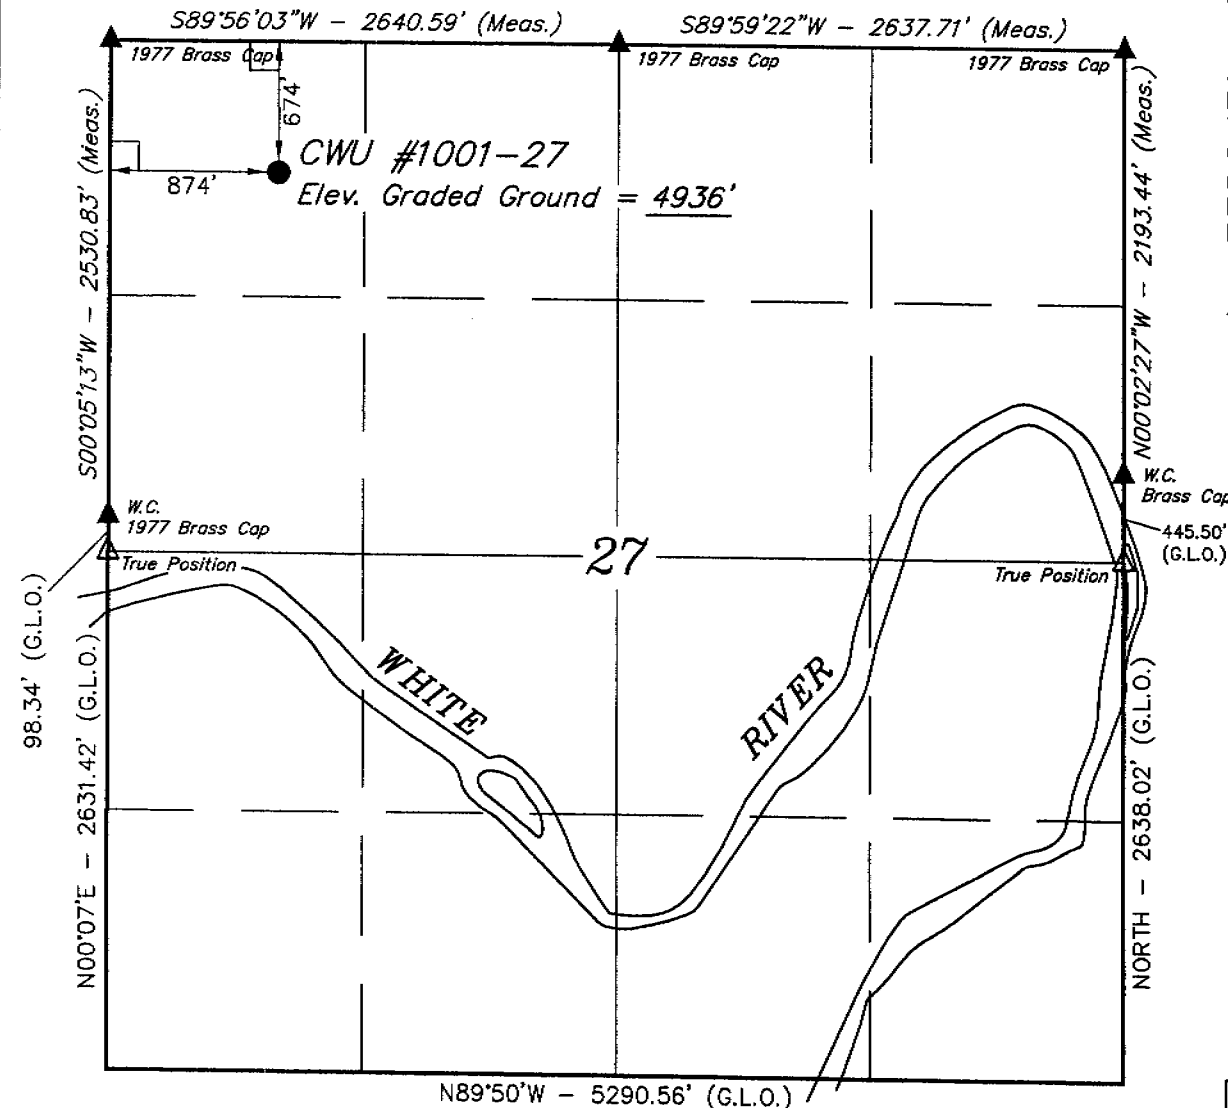 S89°56'03"W - 2640.59' (Meas.)
S89°59'22"W - 2637.71' (Meas.)
1977 Brass Cap
1977 Brass Cap
1977 Brass Cap
674'
874'
CWU #1001-27
Elev. Graded Ground = 4936'
S00°05'13"W - 2530.83' (Meas.)
N00°02'27"W - 2193.44' (Meas.)
W.C.
1977 Brass Cap
True Position
W.C.
Brass Cap
445.50'
(G.L.O.)
True Position
27
98.34' (G.L.O.)
N00°07'E - 2631.42' (G.L.O.)
WHITE
RIVER
NORTH - 2638.02' (G.L.O.)
N89°50'W - 5290.56' (G.L.O.)